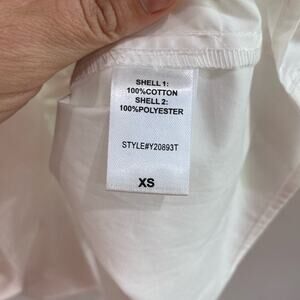 SHELL 1:
100%COTTON
SHELL 2:
100%POLYESTER
STYLE#Y20893T
XS